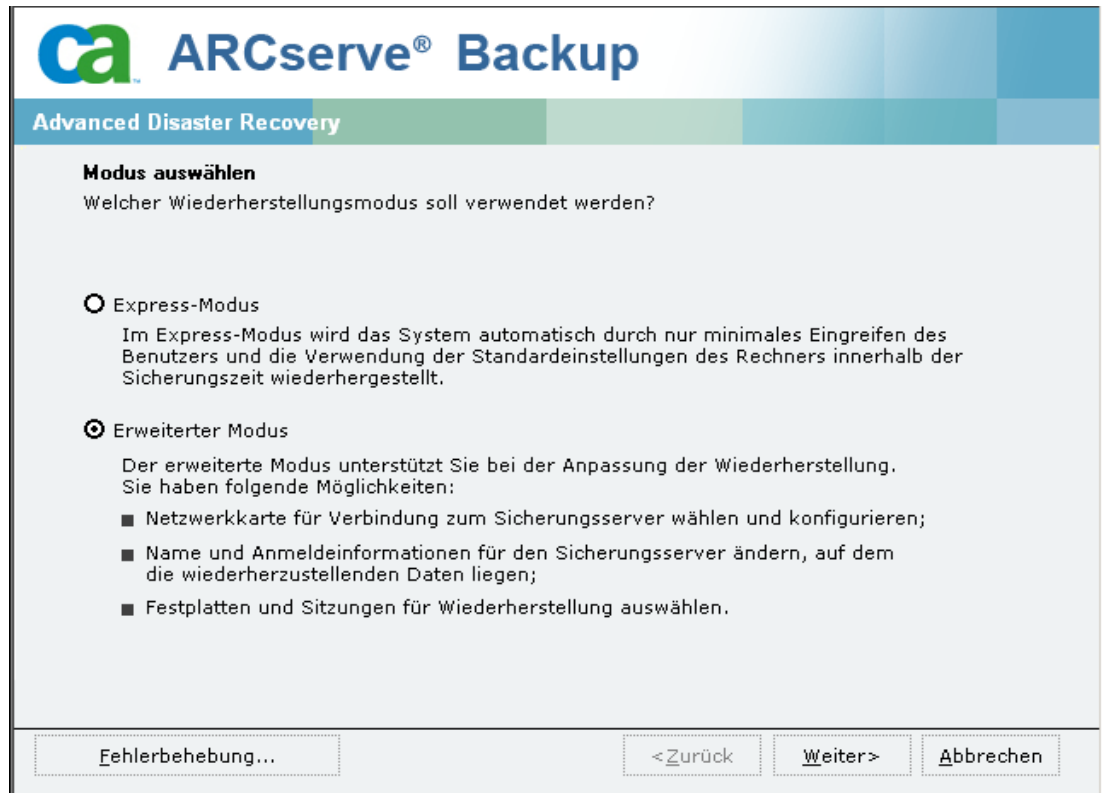 ca ARCserve® Backup
Advanced Disaster Recovery
Modus auswählen
Welcher Wiederherstellungsmodus soll verwendet werden?
Express-Modus
Im Express-Modus wird das System automatisch durch nur minimales Eingreifen des
Benutzers und die Verwendung der Standardeinstellungen des Rechners innerhalb der
Sicherungszeit wiederhergestellt.
Erweiterter Modus
Der erweiterte Modus unterstützt Sie bei der Anpassung der Wiederherstellung.
Sie haben folgende Möglichkeiten:
Netzwerkkarte für Verbindung zum Sicherungsserver wählen und konfigurieren;
Name und Anmeldeinformationen für den Sicherungsserver ändern, auf dem
die wiederherzustellenden Daten liegen;
Festplatten und Sitzungen für Wiederherstellung auswählen.
Fehlerbehebung... <Zurück Weiter> Abbrechen